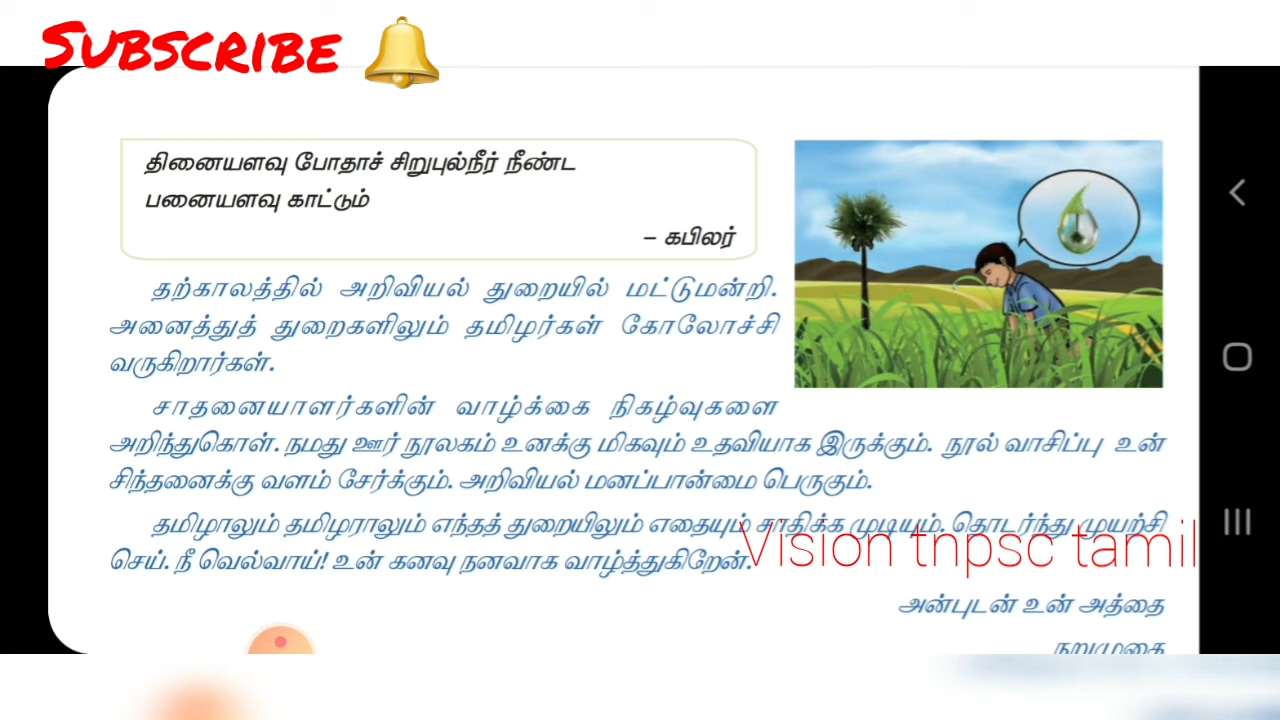 SUBSCRIBE
தினையளவு போதாச் சிறுபுல்நீர் நீண்ட
பனையளவு காட்டும்
– கபிலர்
தற்காலத்தில் அறிவியல் துறையில் மட்டுமன்றி.
அனைத்துத் துறைகளிலும் தமிழர்கள் கோலோச்சி
வருகிறார்கள்.
சாதனையாளர்களின் வாழ்க்கை நிகழ்வுகளை
அறிந்துகொள். நமது ஊர் நூலகம் உனக்கு மிகவும் உதவியாக இருக்கும். நூல் வாசிப்பு உன்
சிந்தனைக்கு வளம் சேர்க்கும். அறிவியல் மனப்பான்மை பெருகும்.
தமிழாலும் தமிழராலும் எந்தத் துறையிலும் எதையும் சாதிக்க முடியும். தொடர்ந்து முயற்சி
செய். நீ வெல்வாய்! உன் கனவு நனவாக வாழ்த்துகிறேன்.
Vision tnpsc tamil
அன்புடன் உன் அத்தை
நறுமுகை